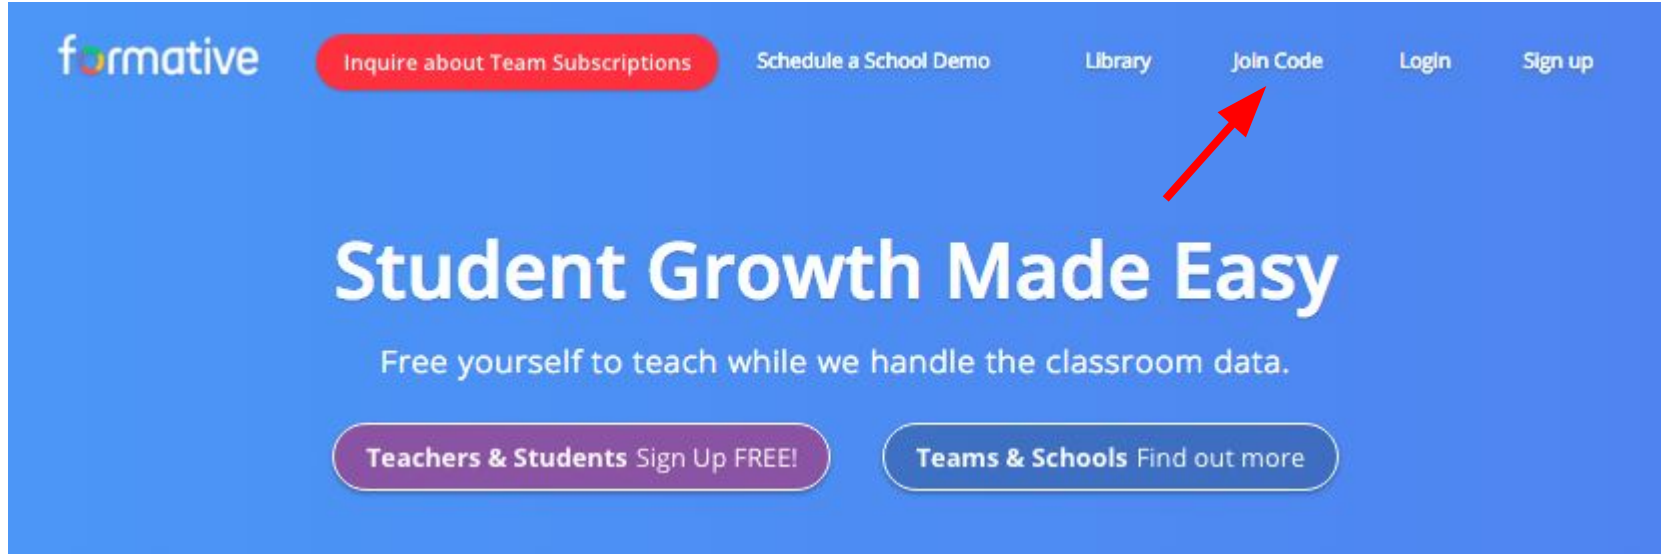 formative
Inquire about Team Subscriptions
Schedule a School Demo
Library
Join Code
Login
Sign up
Student Growth Made Easy
Free yourself to teach while we handle the classroom data.
Teachers & Students Sign Up FREE!
Teams & Schools Find out more